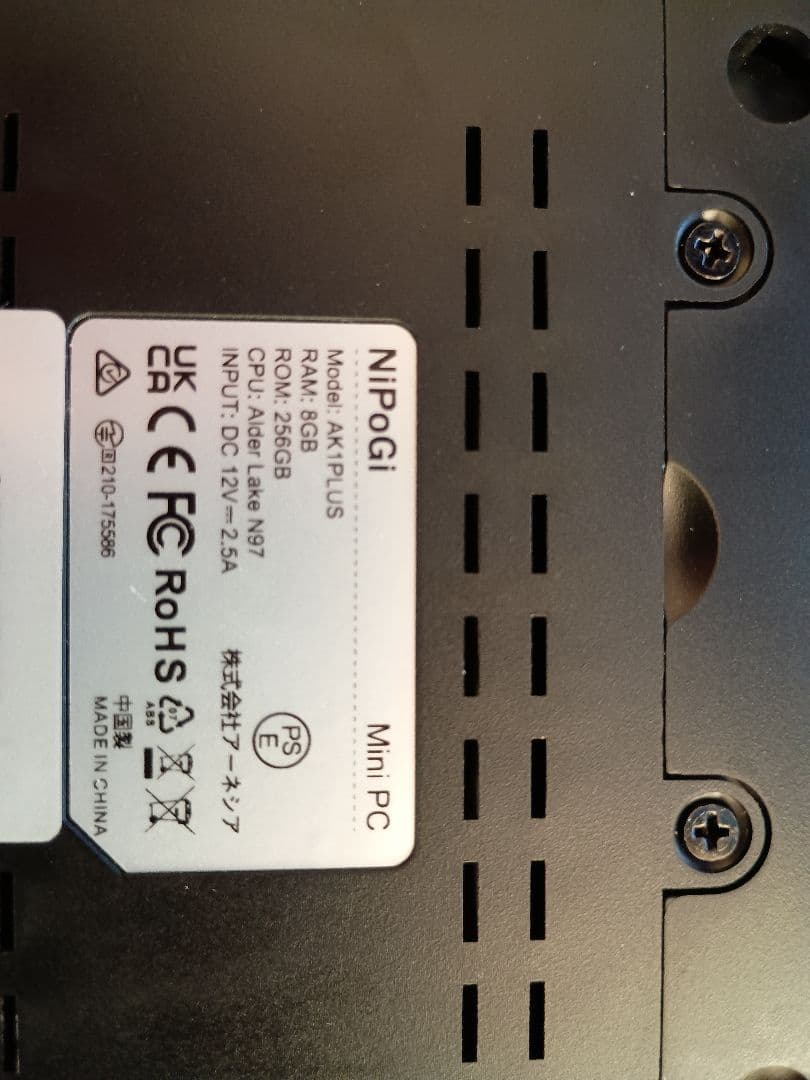 NiPoGi Mini PC
Model: AK1PLUS
RAM: 8GB
ROM: 256GB
CPU: Alder Lake N97
INPUT: DC 12V⎓2.5A
PS
E
株式会社アーネシア
UK
CA CE FC RoHS 07
ABS
R 210-175586
中国製
MADE IN CHINA